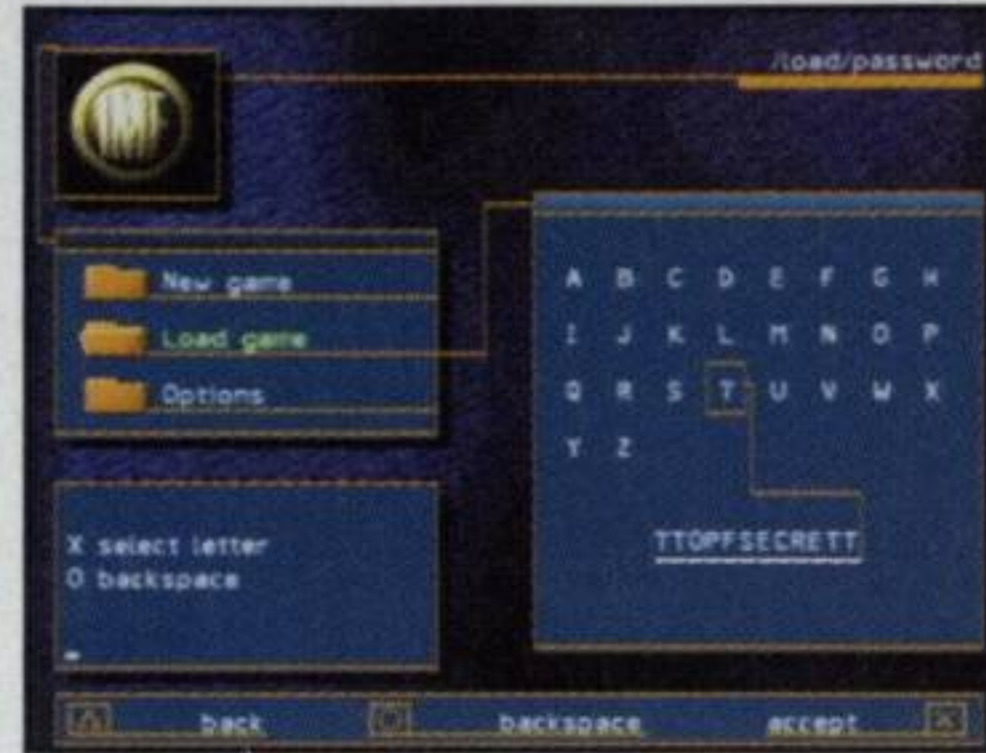 IMF
/load/password
New game
Load game
Options
A B C D E F G H
I J K L M N O P
Q R S T U V W X
Y Z
TTOPFSECRETT
X select letter
O backspace
back backspace accept